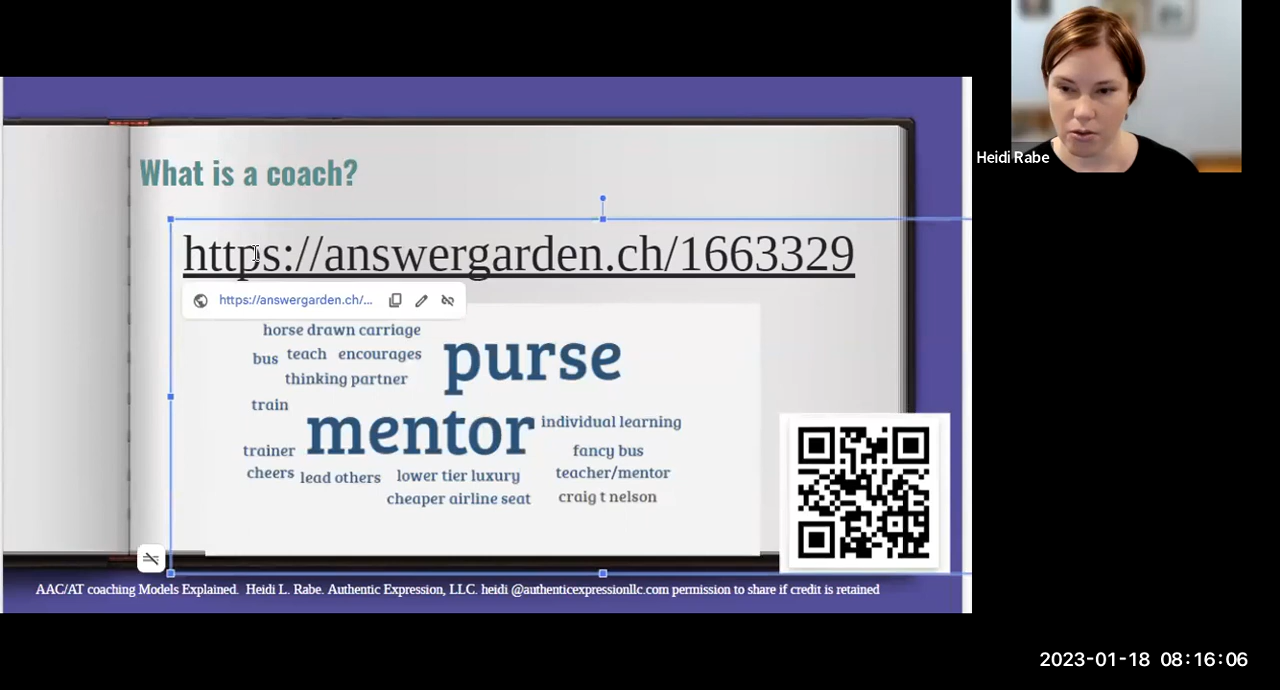 Heidi Rabe
What is a coach?
https://answergarden.ch/1663329
https://answergarden.ch/...
horse drawn carriage
bus teach encourages
purse
thinking partner
train
mentor
individual learning
trainer
fancy bus
cheers lead others lower tier luxury
teacher/mentor
cheaper airline seat
craig t nelson
AAC/AT coaching Models Explained. Heidi L. Rabe. Authentic Expression, LLC. heidi @authenticexpressionllc.com permission to share if credit is retained
2023-01-18 08:16:06